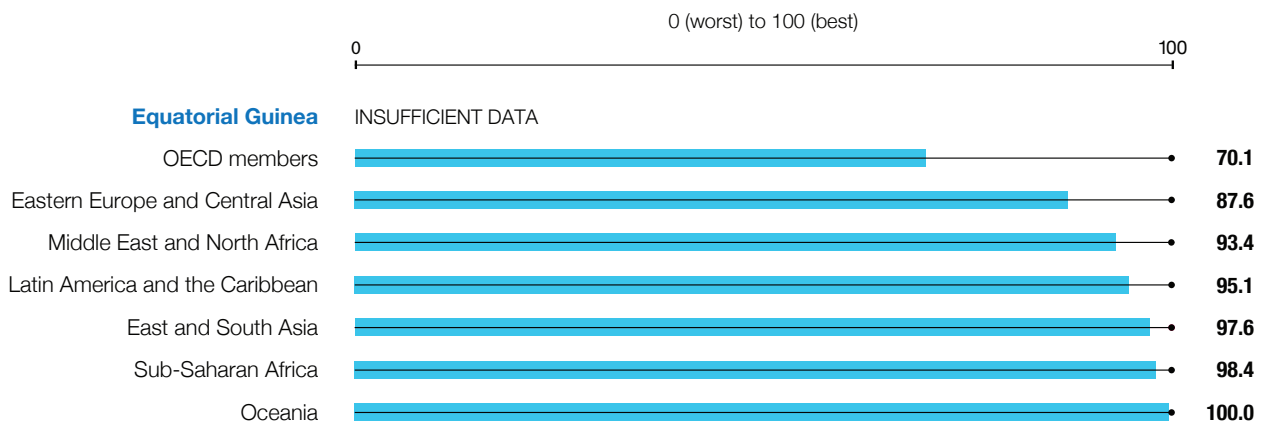 0 (worst) to 100 (best)
0 100
Equatorial Guinea INSUFFICIENT DATA
OECD members 70.1
Eastern Europe and Central Asia 87.6
Middle East and North Africa 93.4
Latin America and the Caribbean 95.1
East and South Asia 97.6
Sub-Saharan Africa 98.4
Oceania 100.0